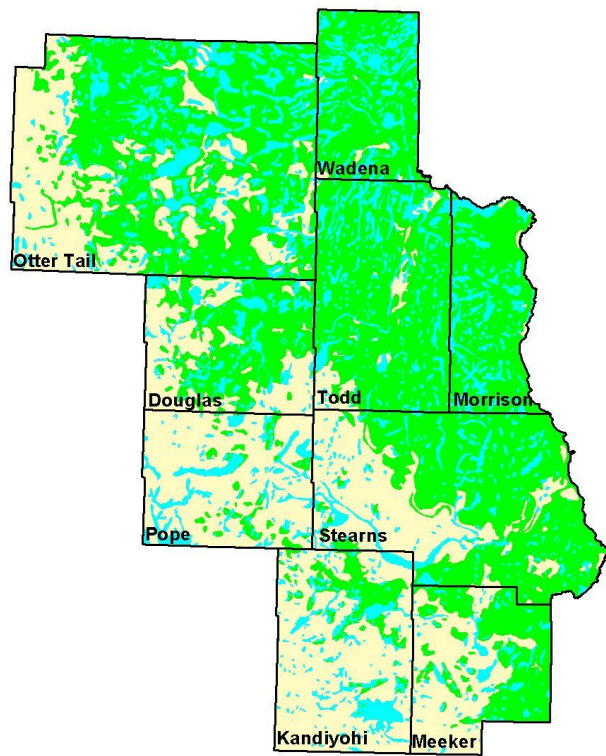 Wadena
Otter Tail
Douglas
Todd
Morrison
Pope
Stearns
Kandiyohi
Meeker